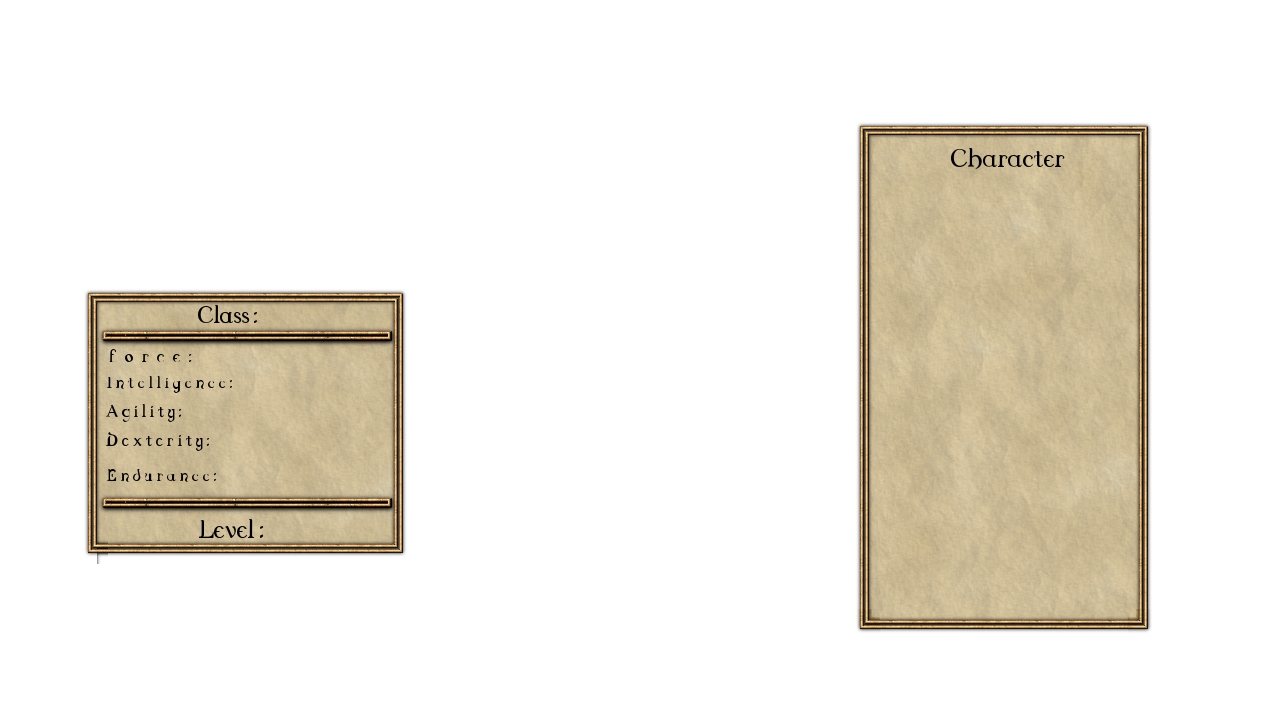 Character
Class:
force:
Intelligence:
Agility:
Dexterity:
Endurance:
Level: